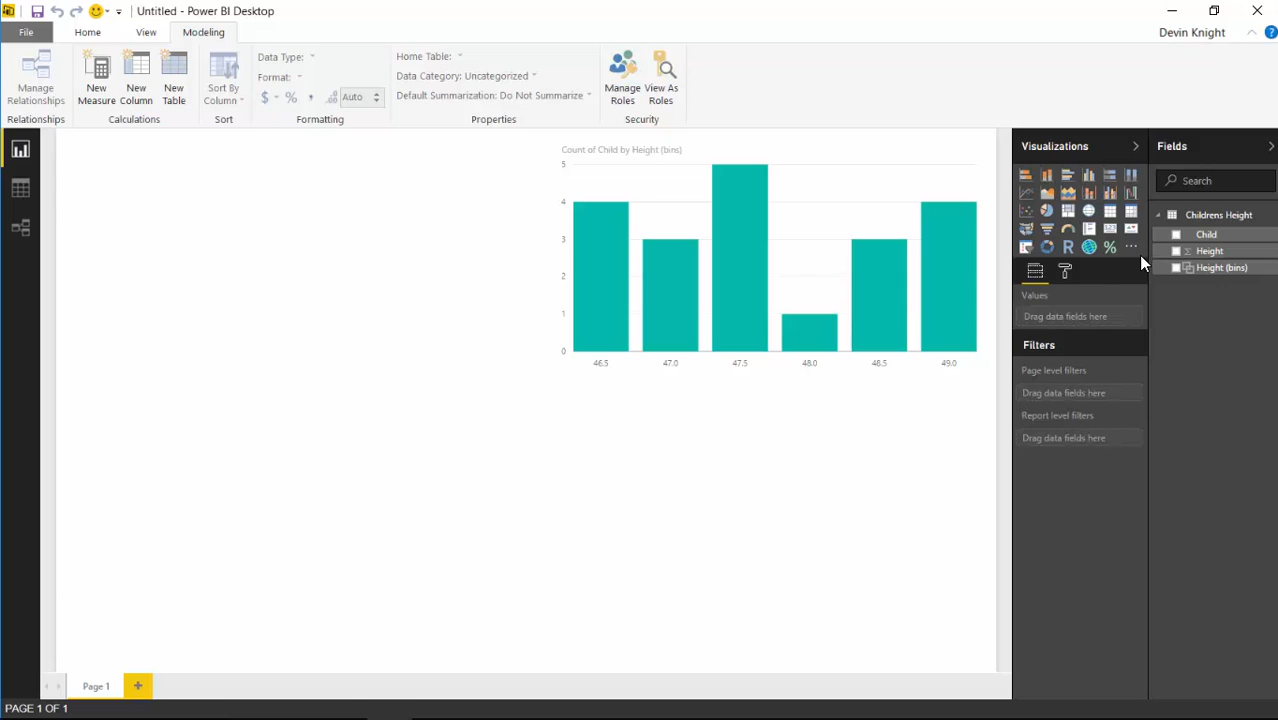 Untitled - Power BI Desktop
File
Home
View
Modeling
Devin Knight
?
Manage
Relationships
Relationships
New
Measure
New
Column
New
Table
Calculations
Sort By
Column
Sort
Data Type:
Format:
$ % , .00 Auto
Formatting
Home Table:
Data Category: Uncategorized
Default Summarization: Do Not Summarize
Properties
Manage
Roles
View As
Roles
Security
Count of Child by Height (bins)
5
4
3
2
1
0
46.5 47.0 47.5 48.0 48.5 49.0
Visualizations
R
%
...
Values
Drag data fields here
Filters
Page level filters
Drag data fields here
Report level filters
Drag data fields here
Fields
Search
Childrens Height
Child
Σ Height
Height (bins)
Page 1
+
PAGE 1 OF 1